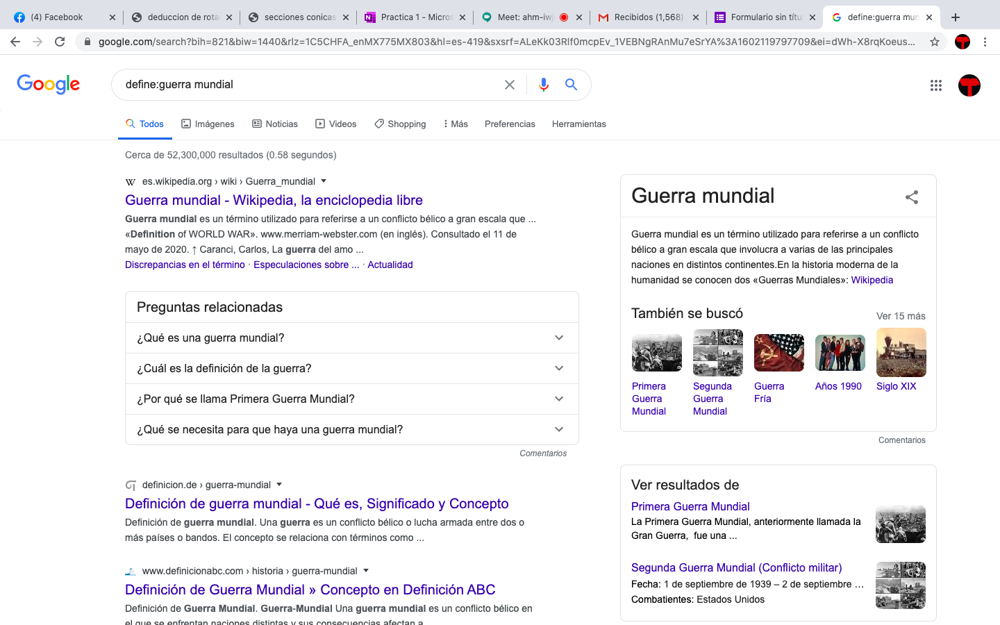 (4) Facebook
deduccion de rota
secciones conicas
Practica 1 - Micros
Meet: ahm-iwj
Recibidos (1,568)
Formulario sin títu
define:guerra mun
google.com/search?bih=821&biw=1440&rlz=1C5CHFA_enMX775MX803&hl=es-419&sxsrf=ALeKk03Rlf0mcpEv_1VEBNgRAnMu7eSrYA%3A1602119797709&ei=dWh-X8rqKoeus...
Google
define:guerra mundial
Todos
Imágenes
Noticias
Videos
Shopping
Más
Preferencias
Herramientas
Cerca de 52,300,000 resultados (0.58 segundos)
es.wikipedia.org › wiki › Guerra_mundial
Guerra mundial - Wikipedia, la enciclopedia libre
Guerra mundial es un término utilizado para referirse a un conflicto bélico a gran escala que ...
«Definition of WORLD WAR». www.merriam-webster.com (en inglés). Consultado el 11 de
mayo de 2020. ↑ Caranci, Carlos, La guerra del amo ...
Discrepancias en el término · Especulaciones sobre ... · Actualidad
Preguntas relacionadas
¿Qué es una guerra mundial?
¿Cuál es la definición de la guerra?
¿Por qué se llama Primera Guerra Mundial?
¿Qué se necesita para que haya una guerra mundial?
Comentarios
definicion.de › guerra-mundial
Definición de guerra mundial - Qué es, Significado y Concepto
Definición de guerra mundial. Una guerra es un conflicto bélico o lucha armada entre dos o
más países o bandos. El concepto se relaciona con términos como ...
www.definicionabc.com › historia › guerra-mundial
Definición de Guerra Mundial » Concepto en Definición ABC
Definición de Guerra Mundial. Guerra-Mundial Una guerra mundial es un conflicto bélico en
el que se enfrentan naciones distintas y sus consecuencias afectan a
Guerra mundial
Guerra mundial es un término utilizado para referirse a un conflicto
bélico a gran escala que involucra a varias de las principales
naciones en distintos continentes.En la historia moderna de la
humanidad se conocen dos «Guerras Mundiales»: Wikipedia
También se buscó
Ver 15 más
Primera
Guerra
Mundial
Segunda
Guerra
Mundial
Guerra
Fría
Años 1990
Siglo XIX
Comentarios
Ver resultados de
Primera Guerra Mundial
La Primera Guerra Mundial, anteriormente llamada la
Gran Guerra, fue una ...
Segunda Guerra Mundial (Conflicto militar)
Fecha: 1 de septiembre de 1939 – 2 de septiembre ...
Combatientes: Estados Unidos